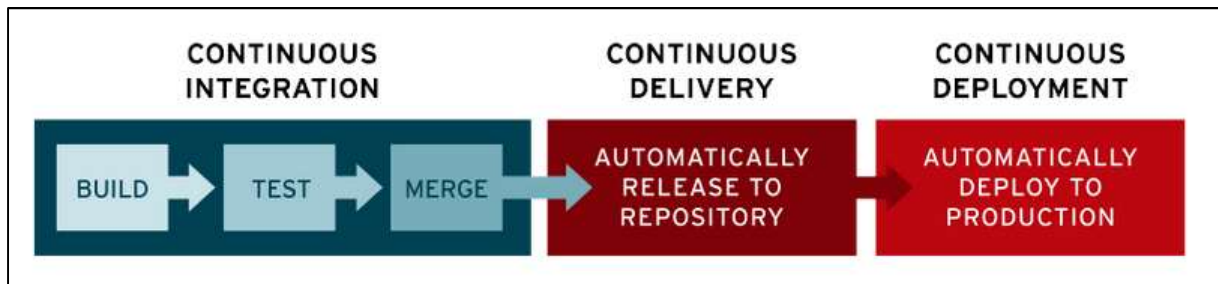 CONTINUOUS
INTEGRATION
BUILD
TEST
MERGE
CONTINUOUS
DELIVERY
AUTOMATICALLY
RELEASE TO
REPOSITORY
CONTINUOUS
DEPLOYMENT
AUTOMATICALLY
DEPLOY TO
PRODUCTION